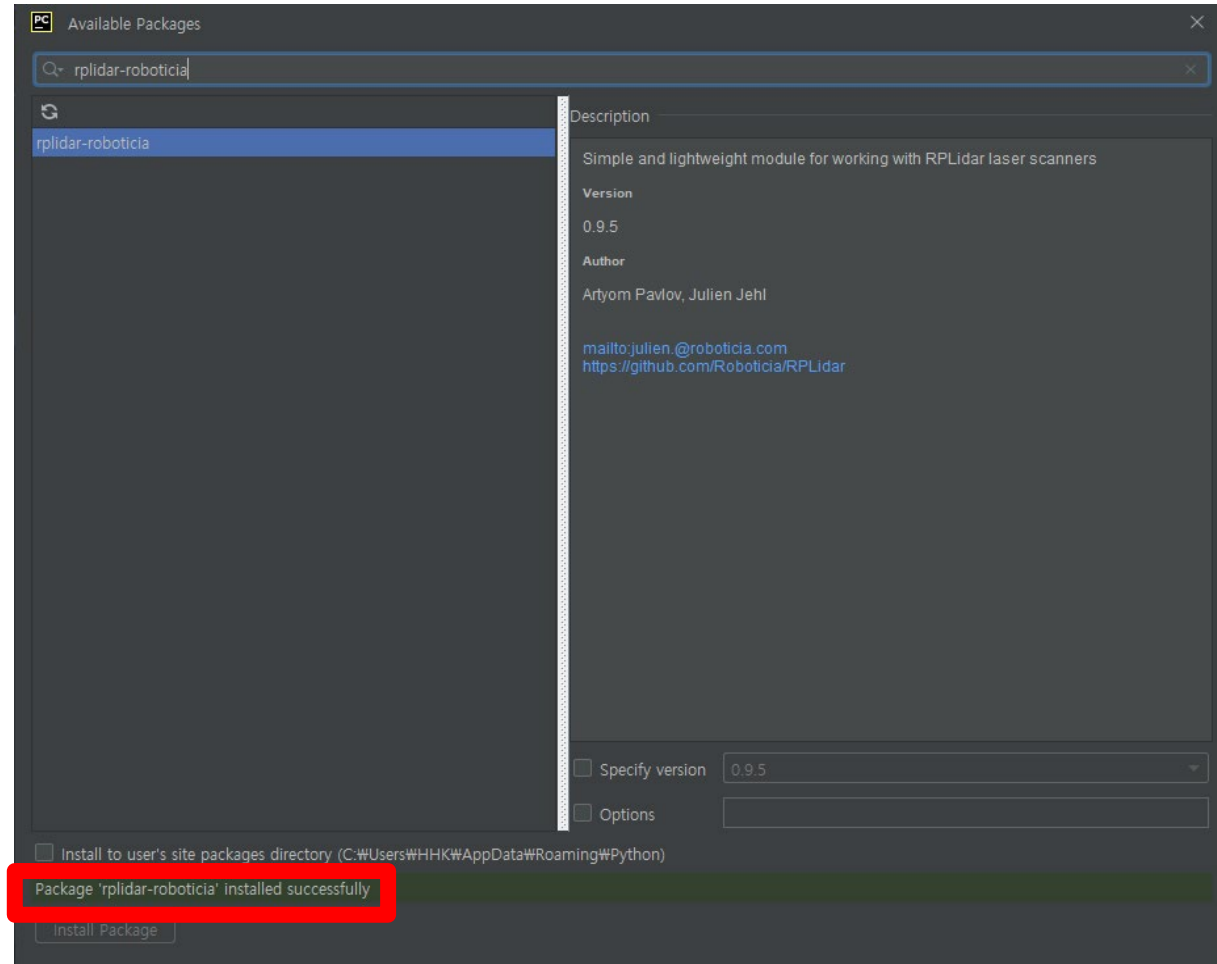 PC
Available Packages
rplidar-roboticia
rplidar-roboticia
Description
Simple and lightweight module for working with RPLidar laser scanners
Version
0.9.5
Author
Artyom Pavlov, Julien Jehl
mailto:julien.@roboticia.com
https://github.com/Roboticia/RPLidar
Specify version 0.9.5
Options
Install to user's site packages directory (C:₩Users₩HHK₩AppData₩Roaming₩Python)
Package 'rplidar-roboticia' installed successfully
Install Package